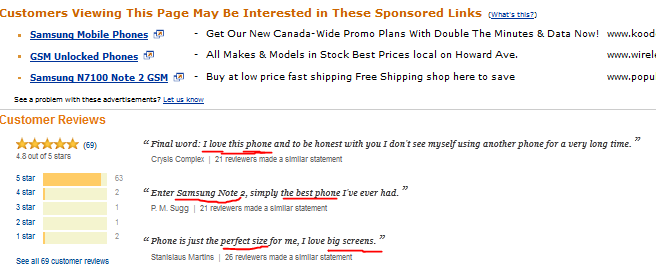 Customers Viewing This Page May Be Interested in These Sponsored Links (What's this?)
Samsung Mobile Phones - Get Our New Canada-Wide Promo Plans With Double The Minutes & Data Now! www.kood
GSM Unlocked Phones - All Makes & Models in Stock Best Prices local on Howard Ave. www.wirele
Samsung N7100 Note 2 GSM - Buy at low price fast shipping Free Shipping shop here to save www.popu
See a problem with these advertisements? Let us know
Customer Reviews
(69)
4.8 out of 5 stars
5 star 63
4 star 2
3 star 1
2 star 1
1 star 2
See all 69 customer reviews
“ Final word: I love this phone and to be honest with you I don't see myself using another phone for a very long time. ”
Crysis Complex | 21 reviewers made a similar statement
“ Enter Samsung Note 2, simply the best phone I've ever had. ”
P. M. Sugg | 21 reviewers made a similar statement
“ Phone is just the perfect size for me, I love big screens. ”
Stanislaus Martins | 26 reviewers made a similar statement